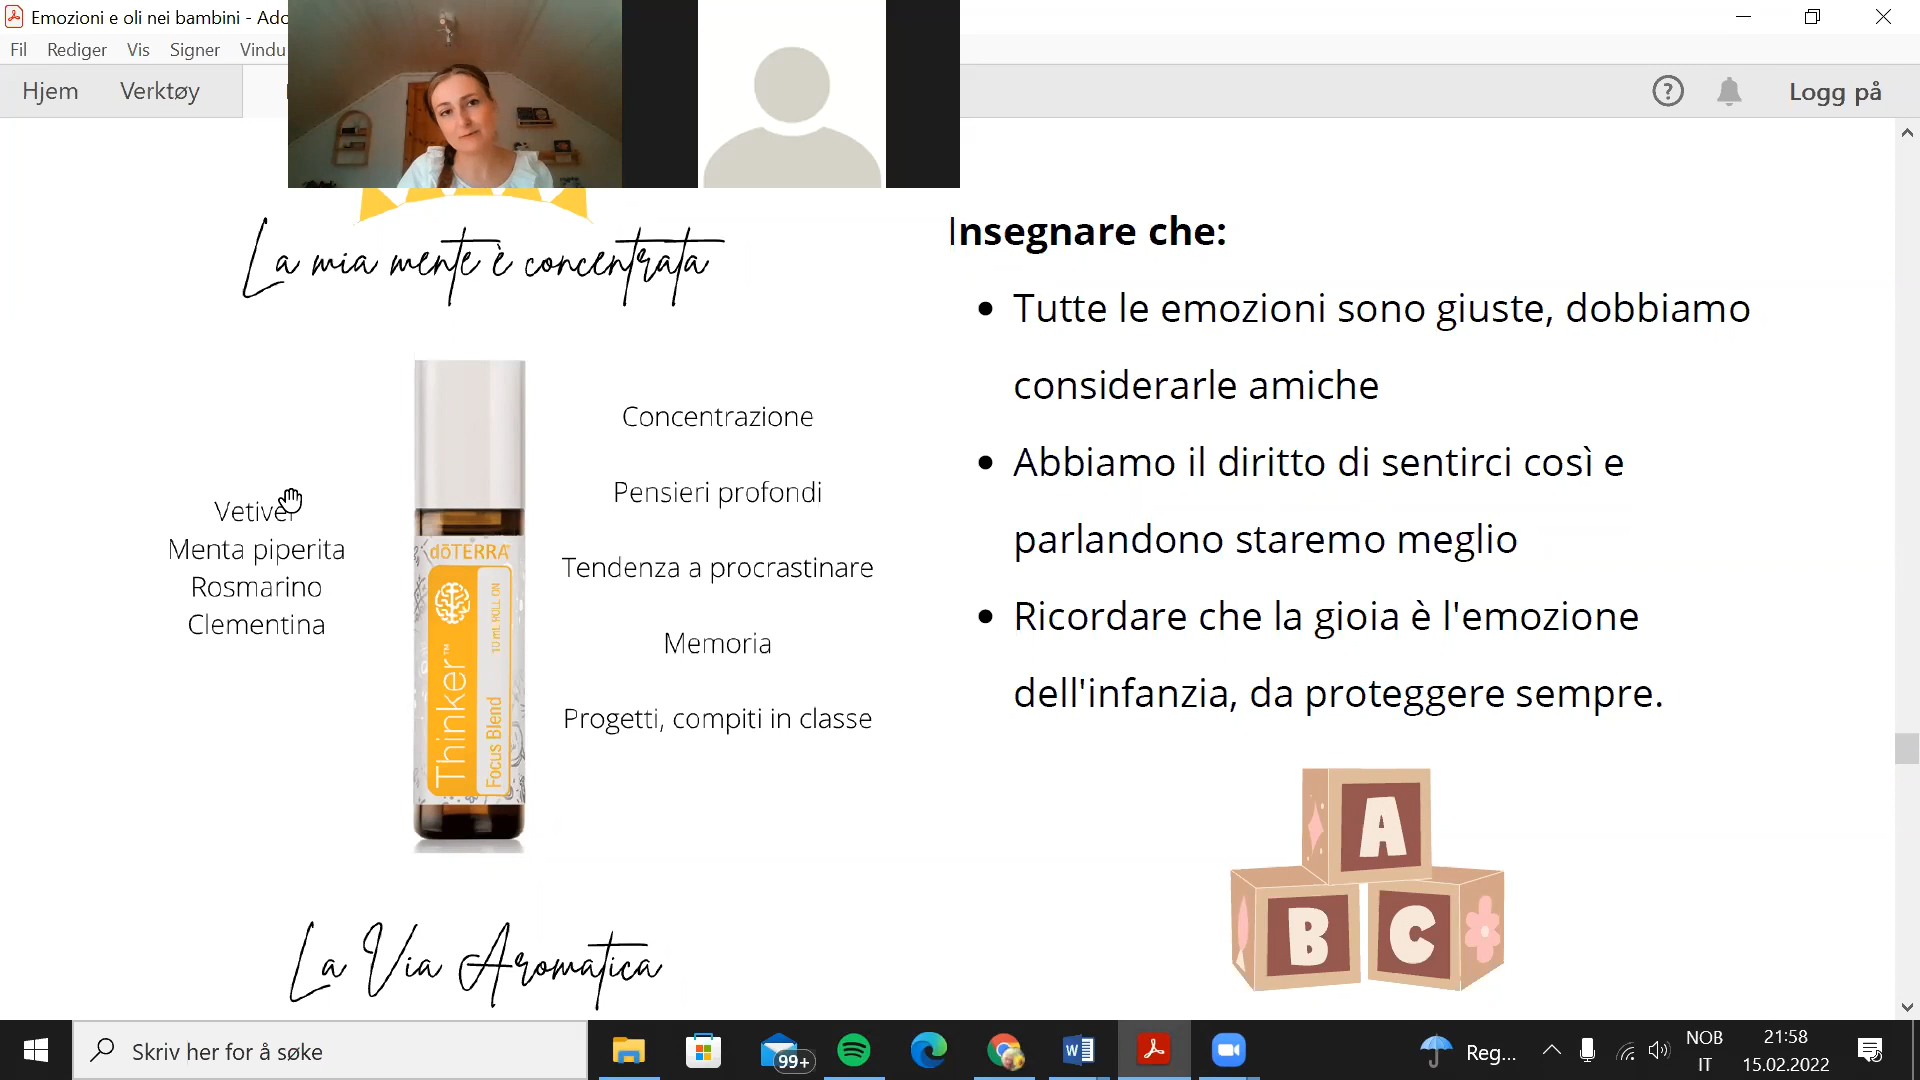 Emozioni e oli nei bambini - Ado
Fil Rediger Vis Signer Vindu
Hjem Verktøy
Logg på
La mia mente è concentrata
Vetiver
Menta piperita
Rosmarino
Clementina
dōTERRA
Thinker™
Focus Blend
10 mL ROLL ON
Concentrazione
Pensieri profondi
Tendenza a procrastinare
Memoria
Progetti, compiti in classe
La Via Aromatica
Insegnare che:
• Tutte le emozioni sono giuste, dobbiamo
considerarle amiche
• Abbiamo il diritto di sentirci così e
parlandono staremo meglio
• Ricordare che la gioia è l'emozione
dell'infanzia, da proteggere sempre.
A
B C
Skriv her for å søke
99+
Reg...
NOB
IT
21:58
15.02.2022